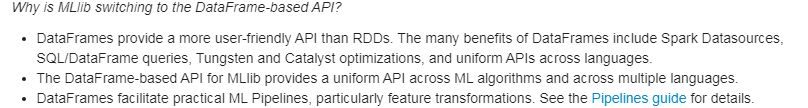 Why is MLlib switching to the DataFrame-based API?
• DataFrames provide a more user-friendly API than RDDs. The many benefits of DataFrames include Spark Datasources,
SQL/DataFrame queries, Tungsten and Catalyst optimizations, and uniform APIs across languages.
• The DataFrame-based API for MLlib provides a uniform API across ML algorithms and across multiple languages.
• DataFrames facilitate practical ML Pipelines, particularly feature transformations. See the Pipelines guide for details.